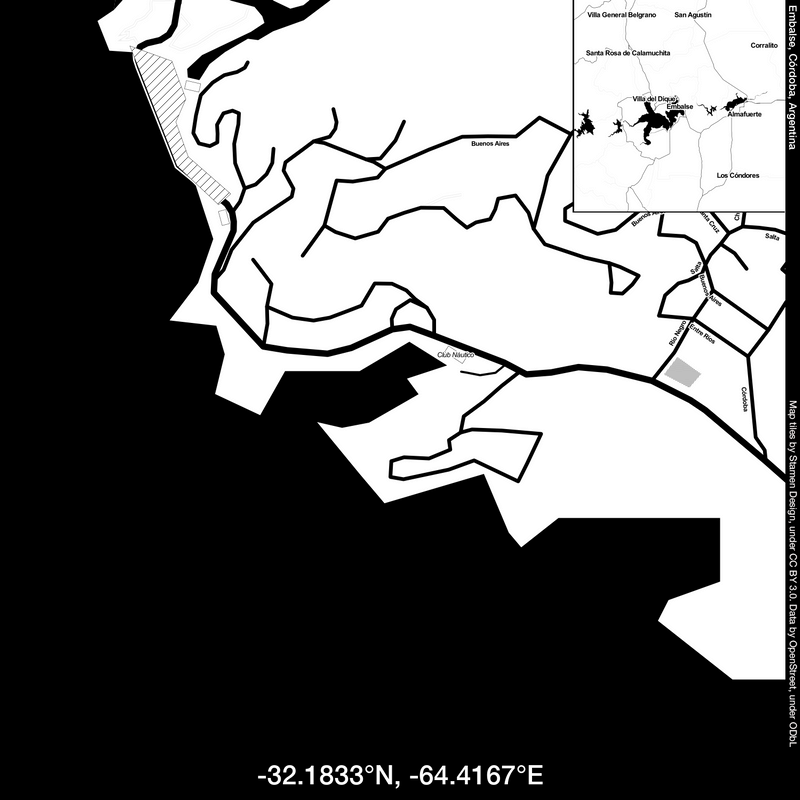 Villa General Belgrano
San Agustín
Corralito
Santa Rosa de Calamuchita
Villa del Dique
Embalse
Almafuerte
Los Cóndores
Embalse, Córdoba, Argentina
Buenos Aires
Salta
Salta
Buenos Aires
Río Negro
Entre Ríos
Club Náutico
Córdoba
Map tiles by Stamen Design, under CC BY 3.0. Data by OpenStreet, under ODbL
-32.1833°N, -64.4167°E